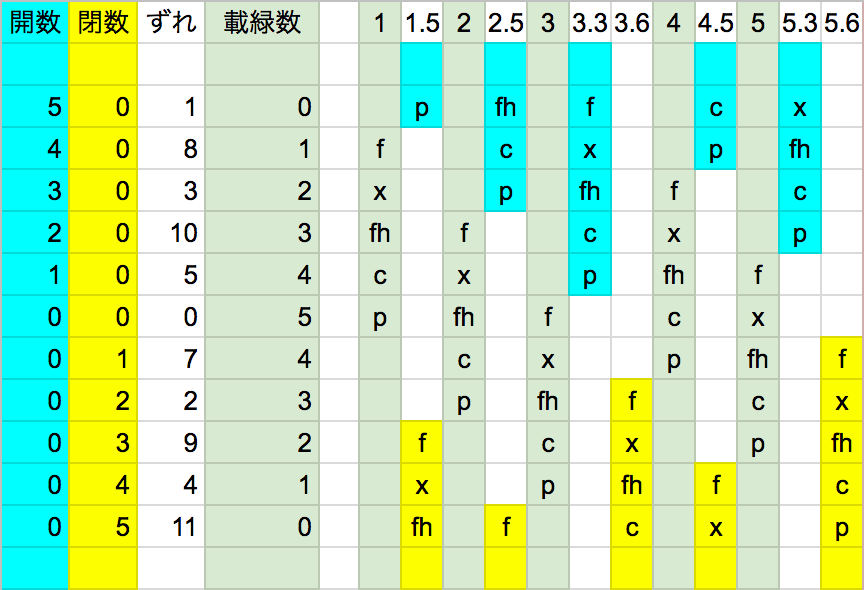 開数 閉数 ずれ 載緑数 1 1.5 2 2.5 3 3.3 3.6 4 4.5 5 5.3 5.6
5 0 1 0 p fh f c x
4 0 8 1 f c x p fh
3 0 3 2 x p fh f c
2 0 10 3 fh f c x p
1 0 5 4 c x p fh f
0 0 0 5 p fh f c x
0 1 7 4 c x p fh f
0 2 2 3 p fh f c x
0 3 9 2 f c x p fh
0 4 4 1 x p fh f c
0 5 11 0 fh f c x p